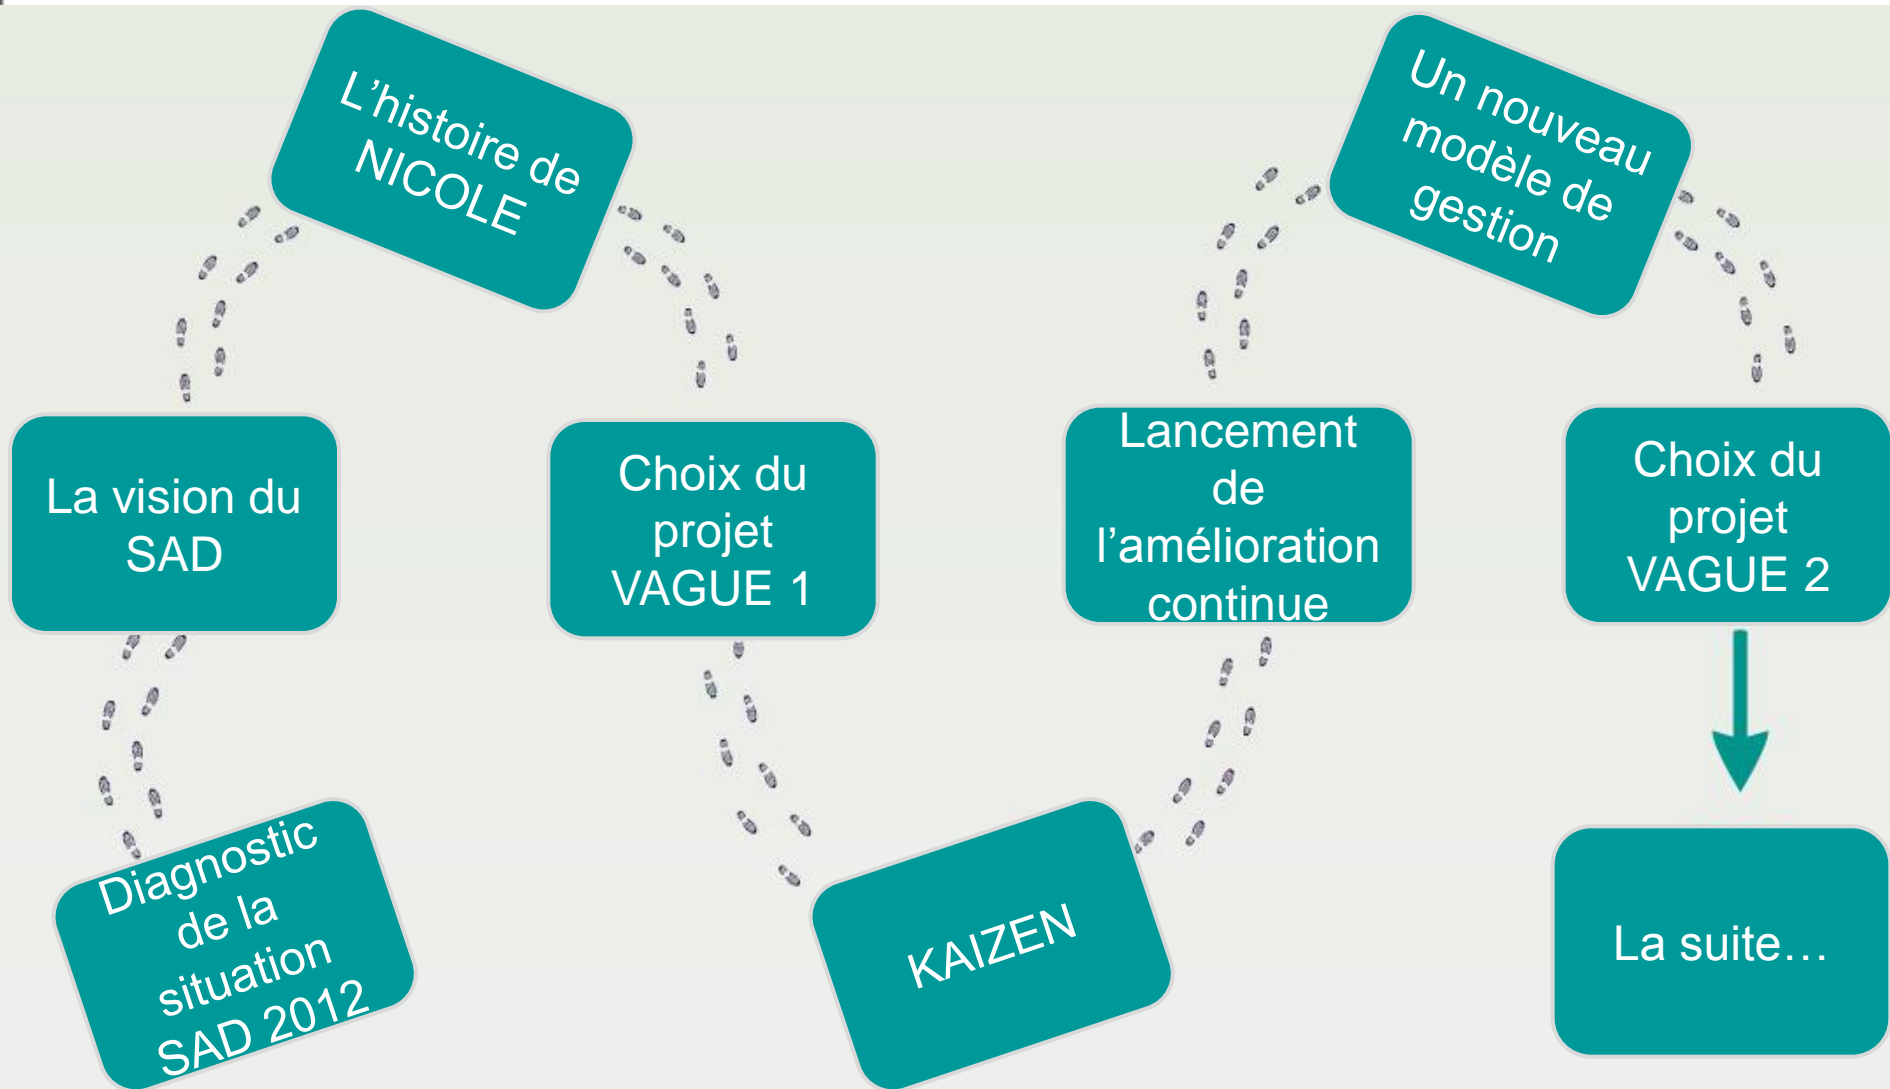 L’histoire de
NICOLE
Un nouveau
modèle de
gestion
La vision du
SAD
Choix du
projet
VAGUE 1
Lancement
de
l’amélioration
continue
Choix du
projet
VAGUE 2
Diagnostic
de la
situation
SAD 2012
KAIZEN
La suite…